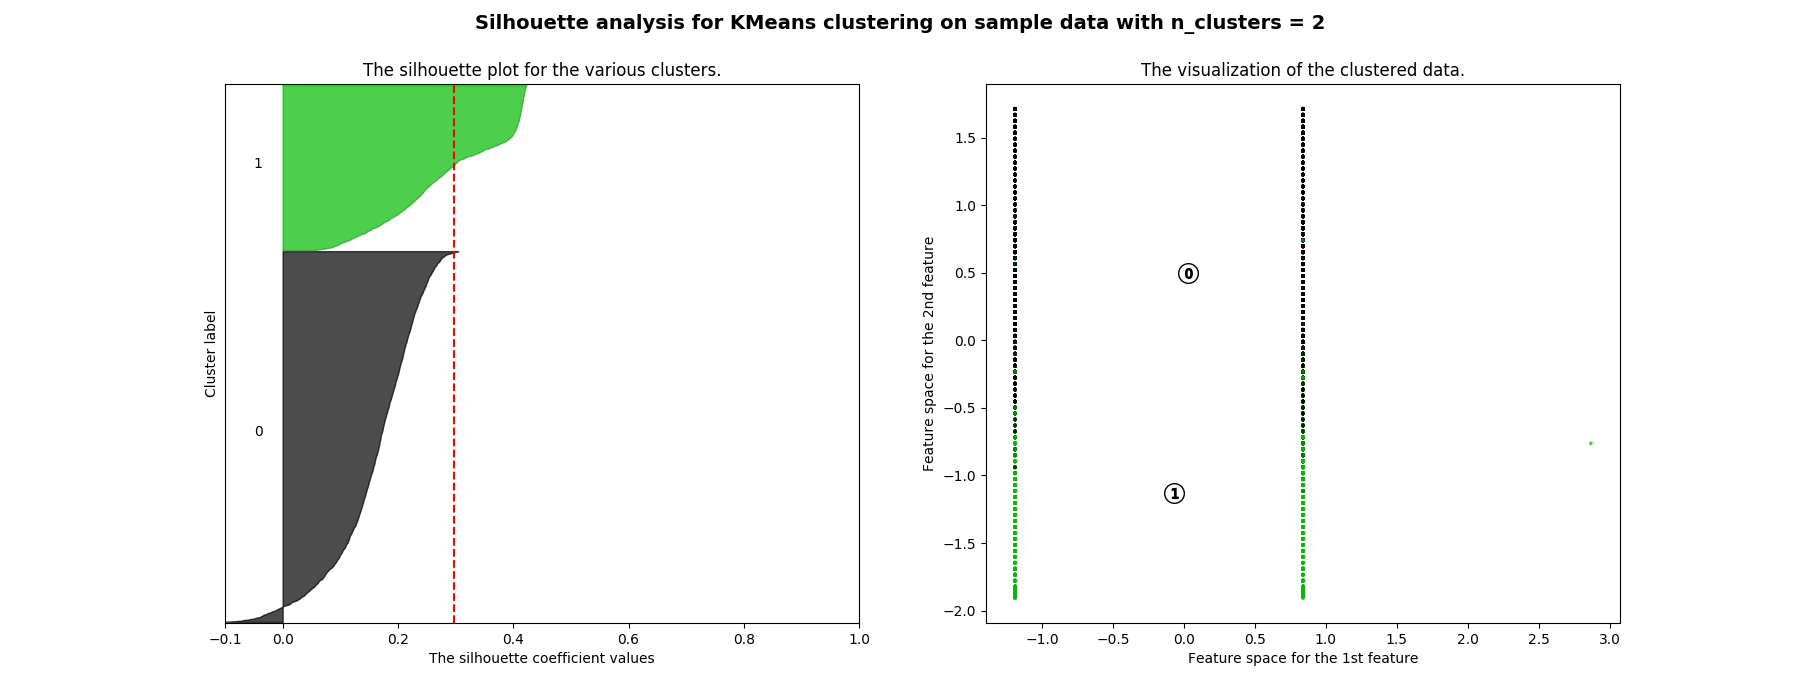 Silhouette analysis for KMeans clustering on sample data with n_clusters = 2
The silhouette plot for the various clusters.
1
0
Cluster label
−0.1 0.0 0.2 0.4 0.6 0.8 1.0
The silhouette coefficient values
The visualization of the clustered data.
1.5
1.0
0.5
0.0
−0.5
−1.0
−1.5
−2.0
Feature space for the 2nd feature
0
1
−1.0 −0.5 0.0 0.5 1.0 1.5 2.0 2.5 3.0
Feature space for the 1st feature